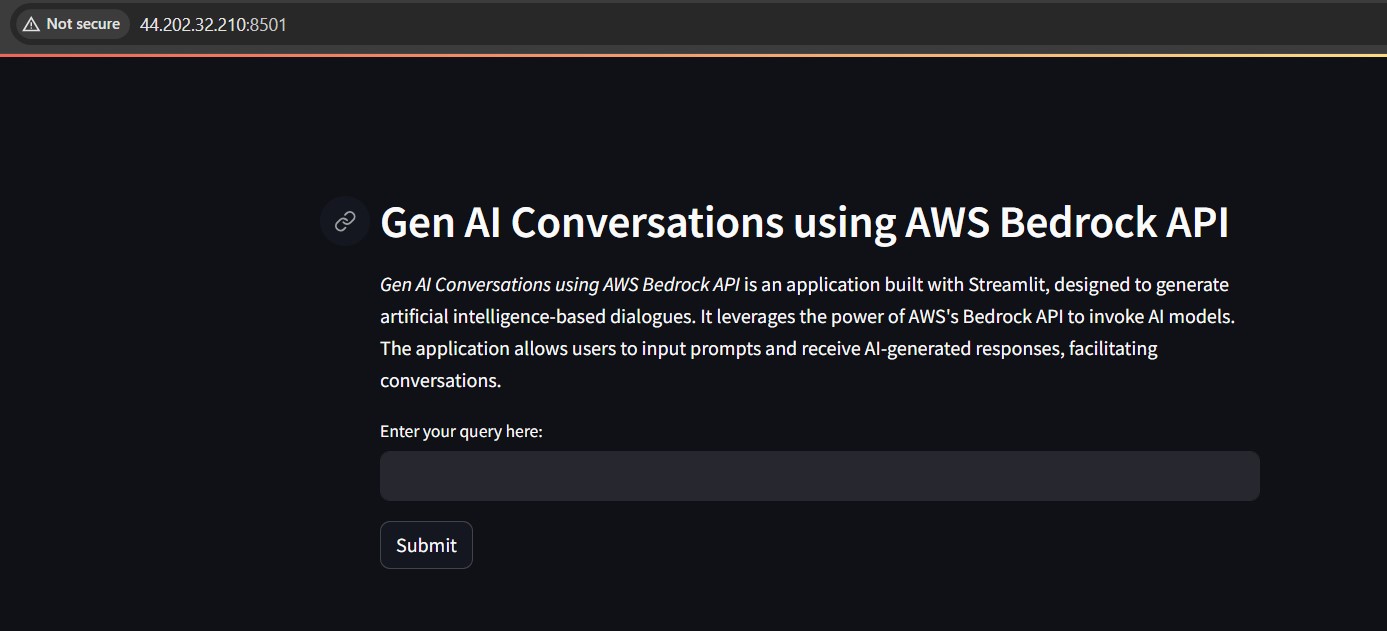 Not secure 44.202.32.210:8501
Gen AI Conversations using AWS Bedrock API
Gen AI Conversations using AWS Bedrock API is an application built with Streamlit, designed to generate
artificial intelligence-based dialogues. It leverages the power of AWS's Bedrock API to invoke AI models.
The application allows users to input prompts and receive AI-generated responses, facilitating
conversations.
Enter your query here:
Submit